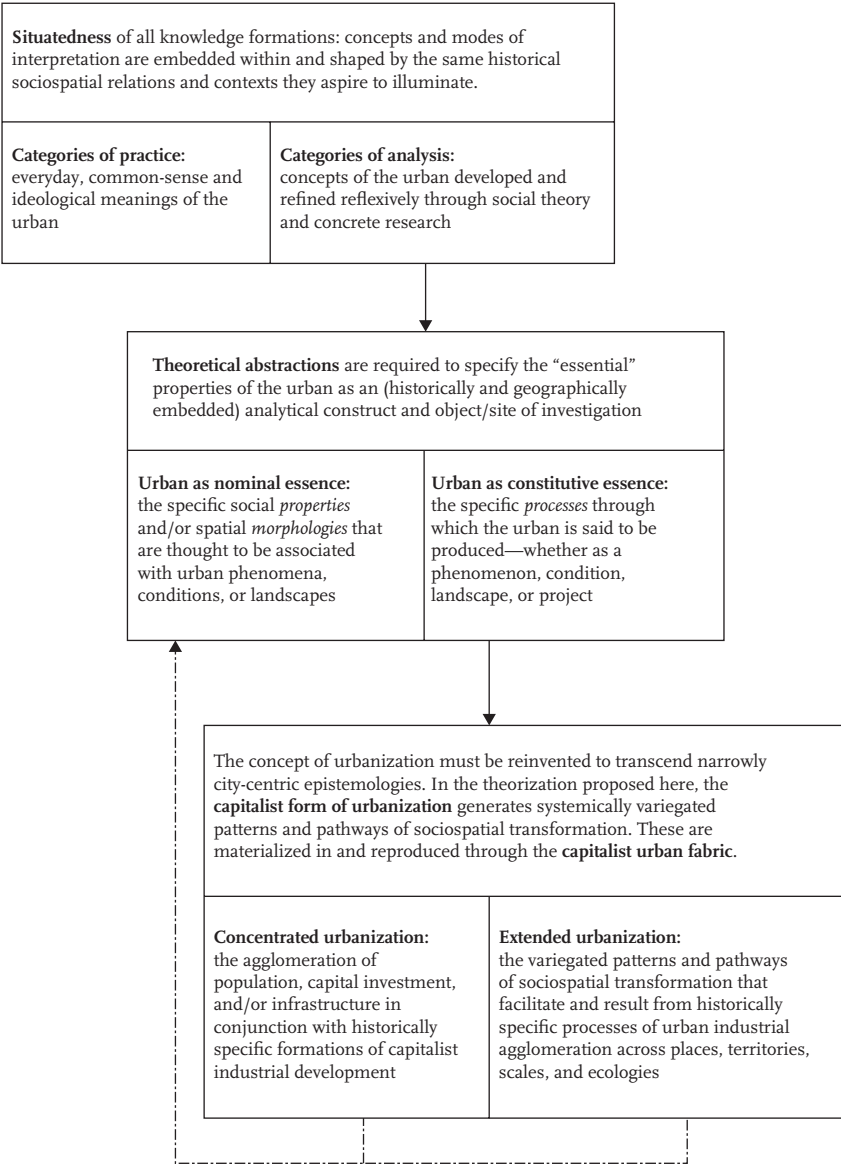 Situatedness of all knowledge formations: concepts and modes of
interpretation are embedded within and shaped by the same historical
sociospatial relations and contexts they aspire to illuminate.
Categories of practice:
everyday, common-sense and
ideological meanings of the
urban
Categories of analysis:
concepts of the urban developed and
refined reflexively through social theory
and concrete research
Theoretical abstractions are required to specify the “essential”
properties of the urban as an (historically and geographically
embedded) analytical construct and object/site of investigation
Urban as nominal essence:
the specific social properties
and/or spatial morphologies that
are thought to be associated
with urban phenomena,
conditions, or landscapes
Urban as constitutive essence:
the specific processes through
which the urban is said to be
produced—whether as a
phenomenon, condition,
landscape, or project
The concept of urbanization must be reinvented to transcend narrowly
city-centric epistemologies. In the theorization proposed here, the
capitalist form of urbanization generates systemically variegated
patterns and pathways of sociospatial transformation. These are
materialized in and reproduced through the capitalist urban fabric.
Concentrated urbanization:
the agglomeration of
population, capital investment,
and/or infrastructure in
conjunction with historically
specific formations of capitalist
industrial development
Extended urbanization:
the variegated patterns and pathways
of sociospatial transformation that
facilitate and result from historically
specific processes of urban industrial
agglomeration across places, territories,
scales, and ecologies